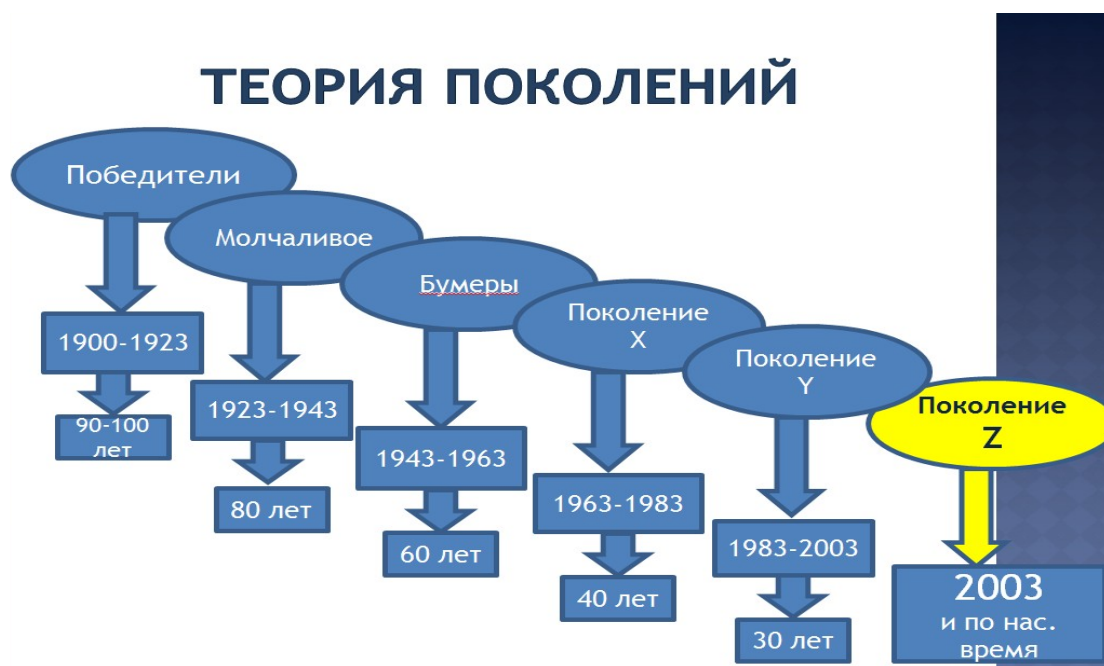 ТЕОРИЯ ПОКОЛЕНИЙ
Победители
1900-1923
90-100
лет
Молчаливое
1923-1943
80 лет
Бумеры
1943-1963
60 лет
Поколение
X
1963-1983
40 лет
Поколение
Y
1983-2003
30 лет
Поколение
Z
2003
и по нас.
время